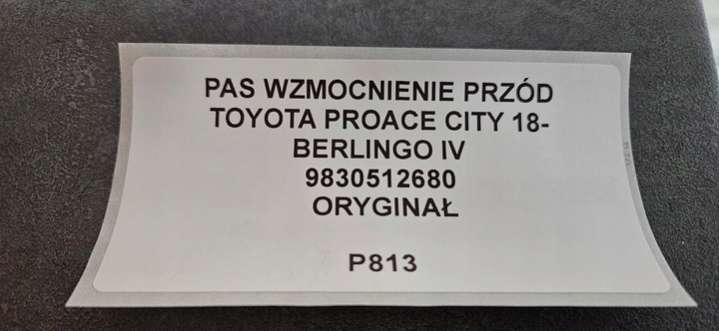 PAS WZMOCNIENIE PRZÓD
TOYOTA PROACE CITY 18-
BERLINGO IV
9830512680
ORYGINAŁ
P813